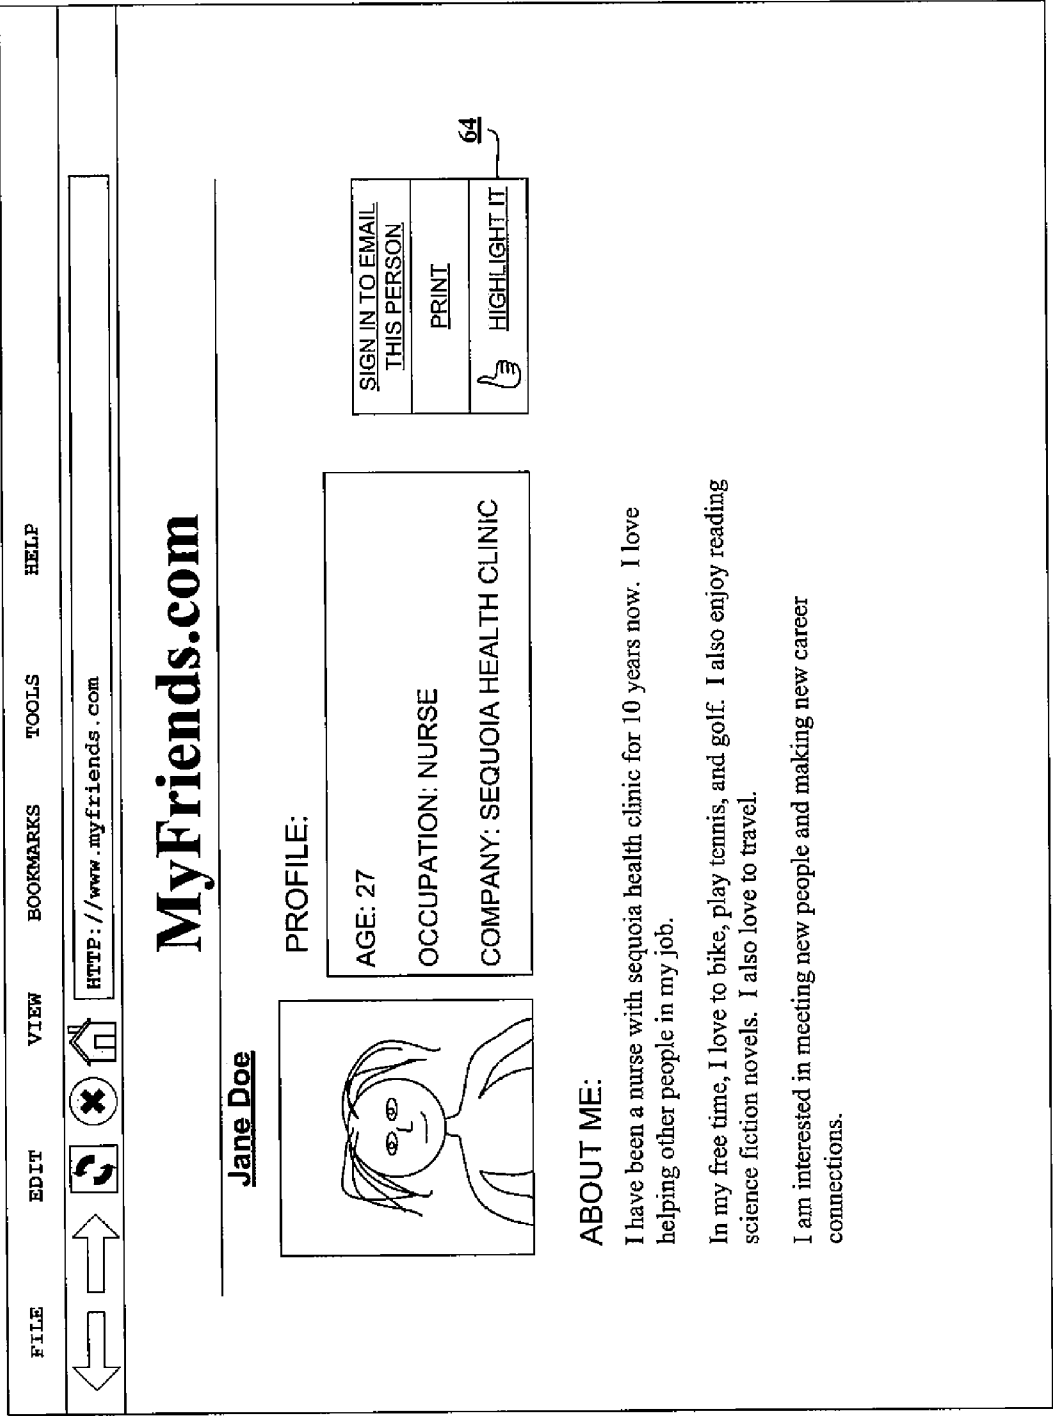 FILE EDIT VIEW BOOKMARKS TOOLS HELP
HTTP://www.myfriends.com
MyFriends.com
Jane Doe
PROFILE:
AGE: 27
OCCUPATION: NURSE
COMPANY: SEQUOIA HEALTH CLINIC
SIGN IN TO EMAIL
THIS PERSON
PRINT
HIGHLIGHT IT
64
ABOUT ME:
I have been a nurse with sequoia health clinic for 10 years now. I love
helping other people in my job.
In my free time, I love to bike, play tennis, and golf. I also enjoy reading
science fiction novels. I also love to travel.
I am interested in meeting new people and making new career
connections.